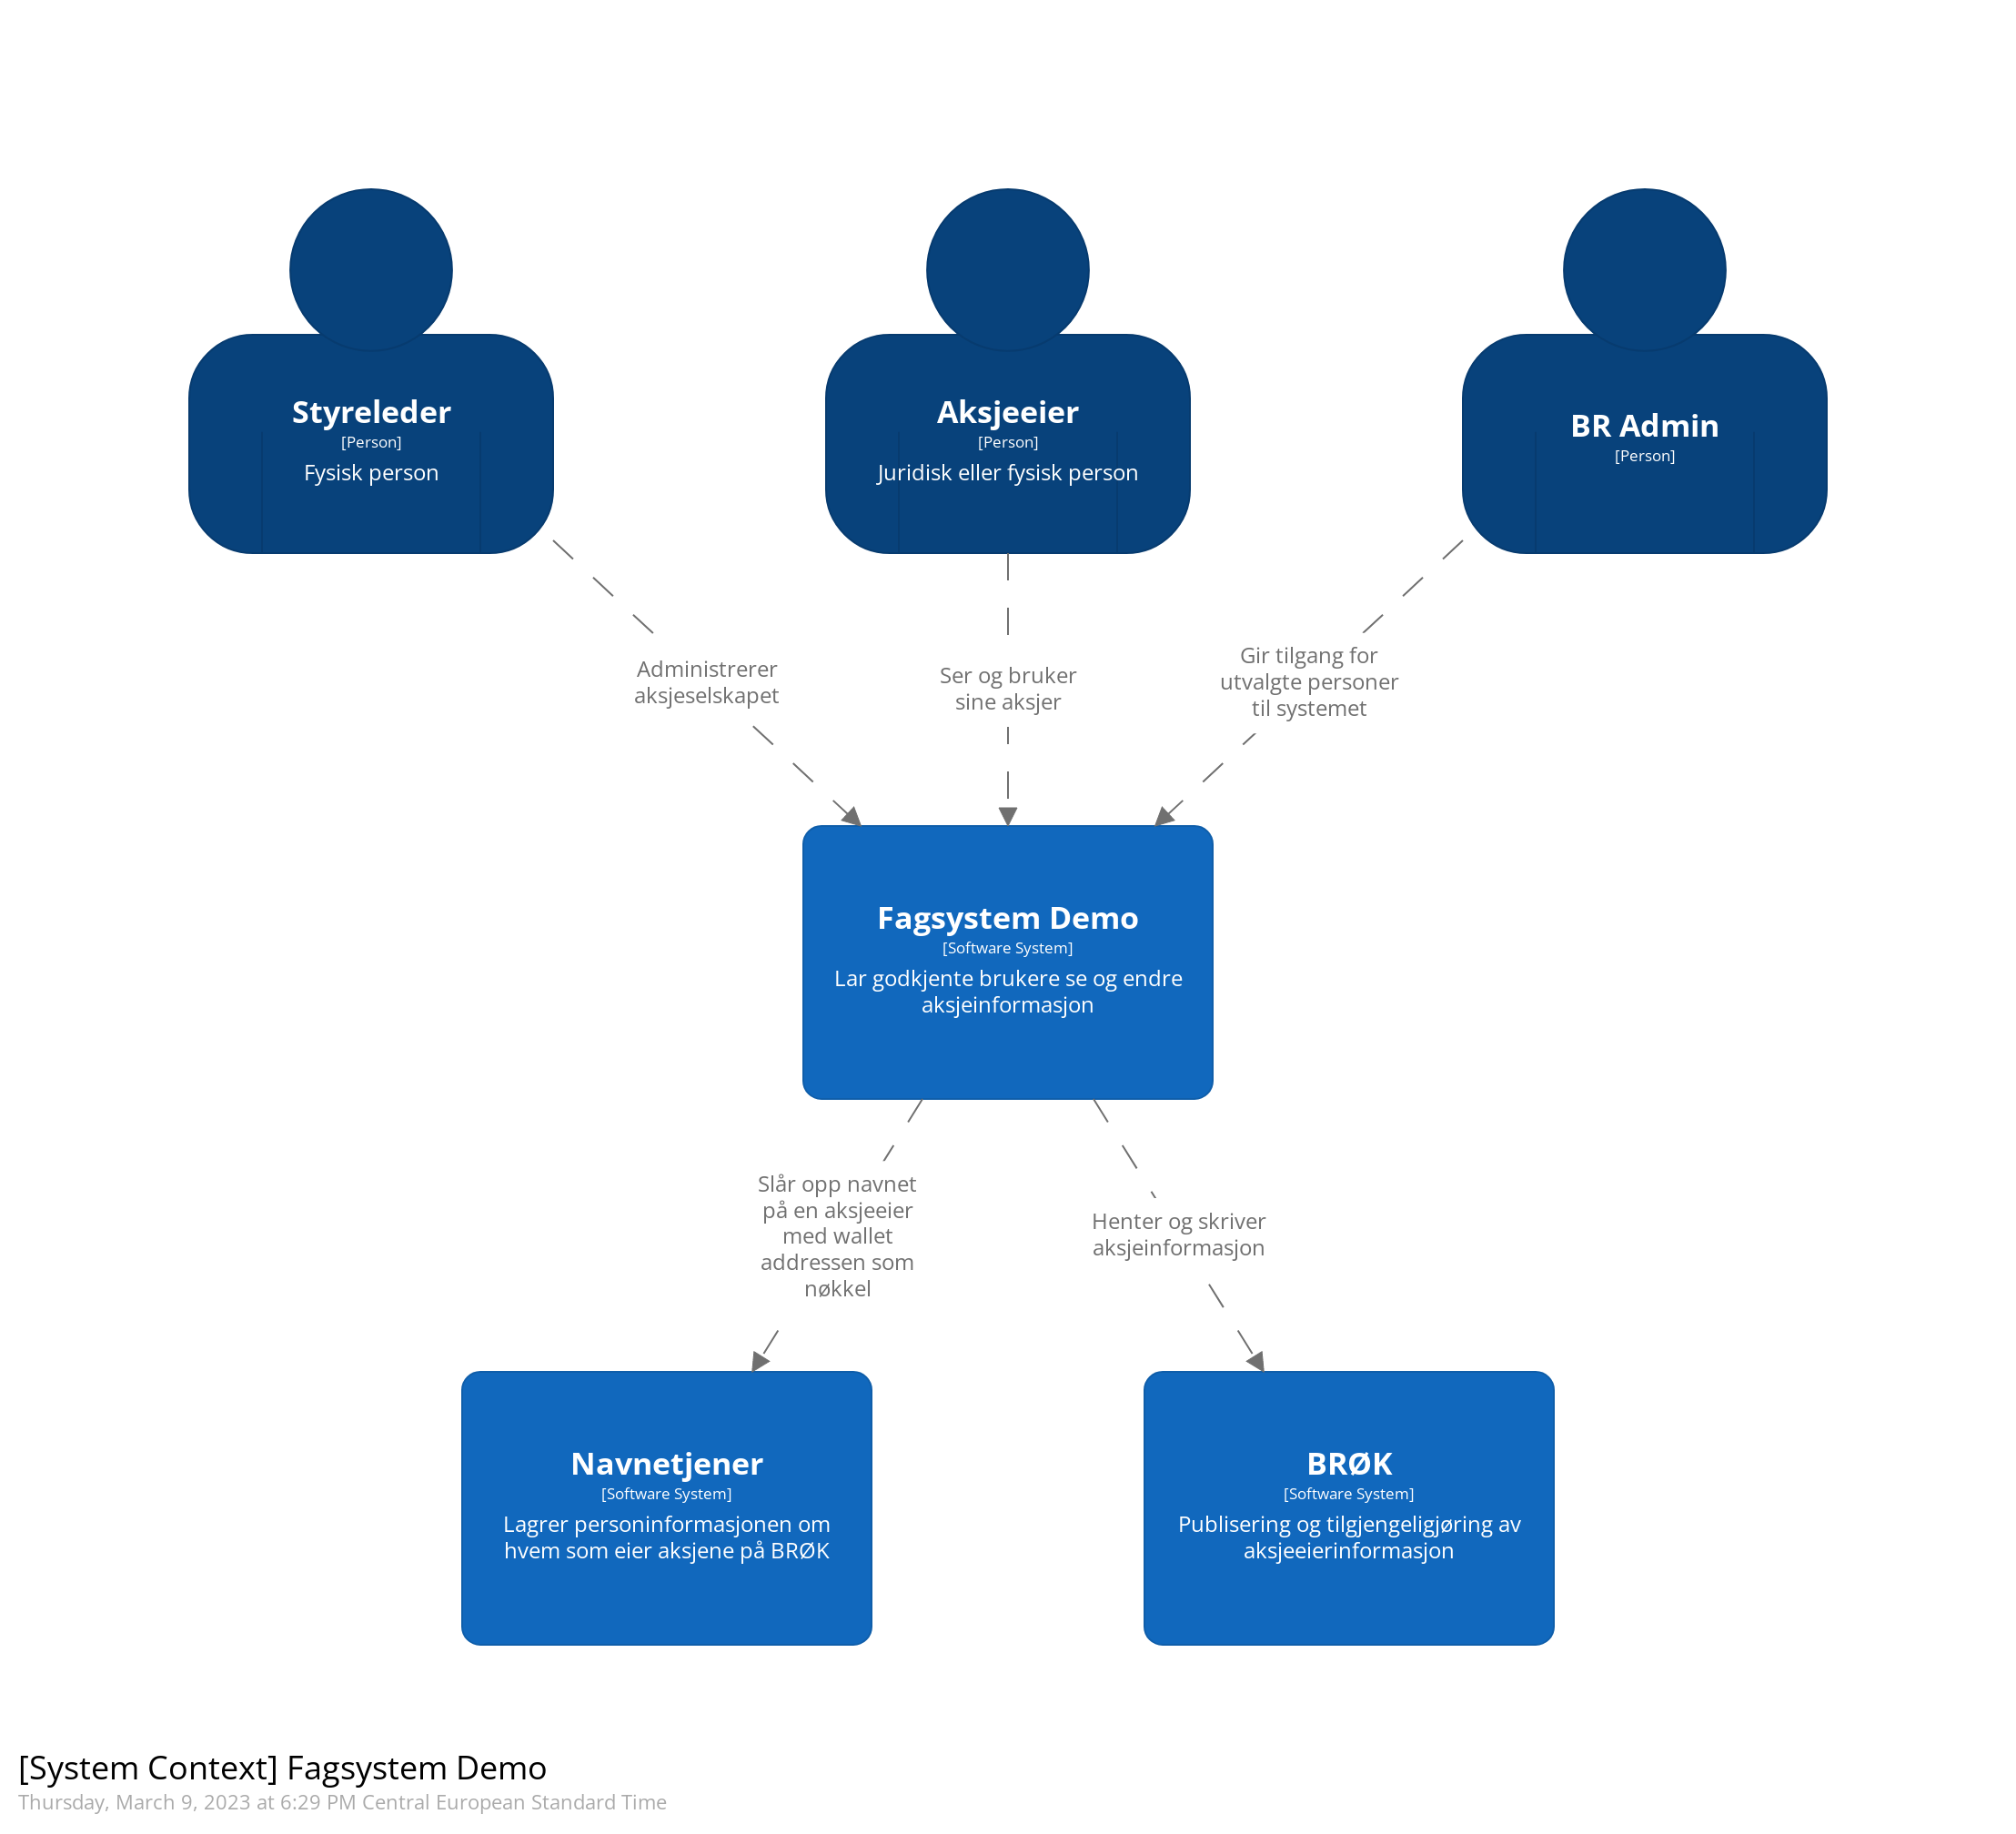 Styreleder
[Person]
Fysisk person
Aksjeeier
[Person]
Juridisk eller fysisk person
BR Admin
[Person]
Administrerer
aksjeselskapet
Ser og bruker
sine aksjer
Gir tilgang for
utvalgte personer
til systemet
Fagsystem Demo
[Software System]
Lar godkjente brukere se og endre
aksjeinformasjon
Slår opp navnet
på en aksjeeier
med wallet
addressen som
nøkkel
Henter og skriver
aksjeinformasjon
Navnetjener
[Software System]
Lagrer personinformasjonen om
hvem som eier aksjene på BRØK
BRØK
[Software System]
Publisering og tilgjengeligjøring av
aksjeeierinformasjon
[System Context] Fagsystem Demo
Thursday, March 9, 2023 at 6:29 PM Central European Standard Time